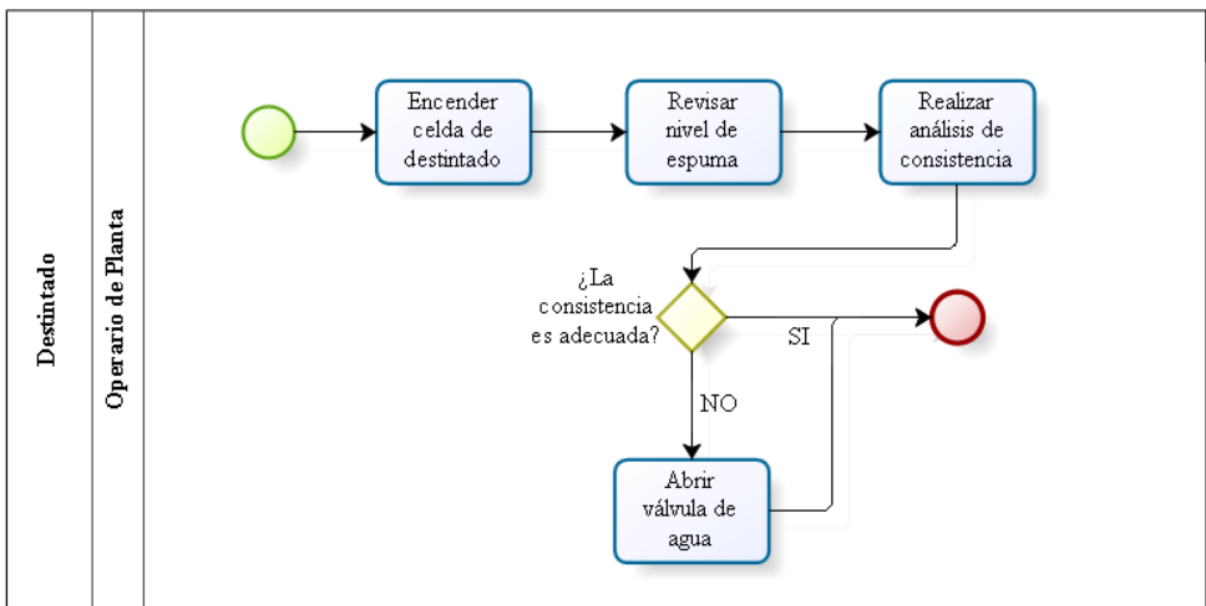 Destintado
Operario de Planta
Encender
celda de
destintado
Revisar
nivel de
espuma
Realizar
análisis de
consistencia
¿La
consistencia
es adecuada?
SI
NO
Abrir
válvula de
agua